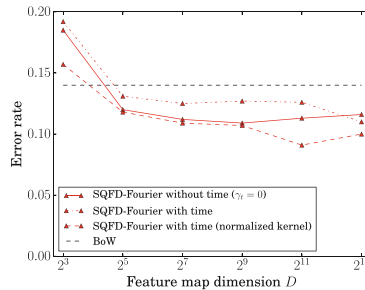 0.20
0.15
0.10
0.05
0.00
Error rate
SQFD-Fourier without time (γt = 0)
SQFD-Fourier with time
SQFD-Fourier with time (normalized kernel)
BoW
2^3 2^5 2^7 2^9 2^11 2^1
Feature map dimension D